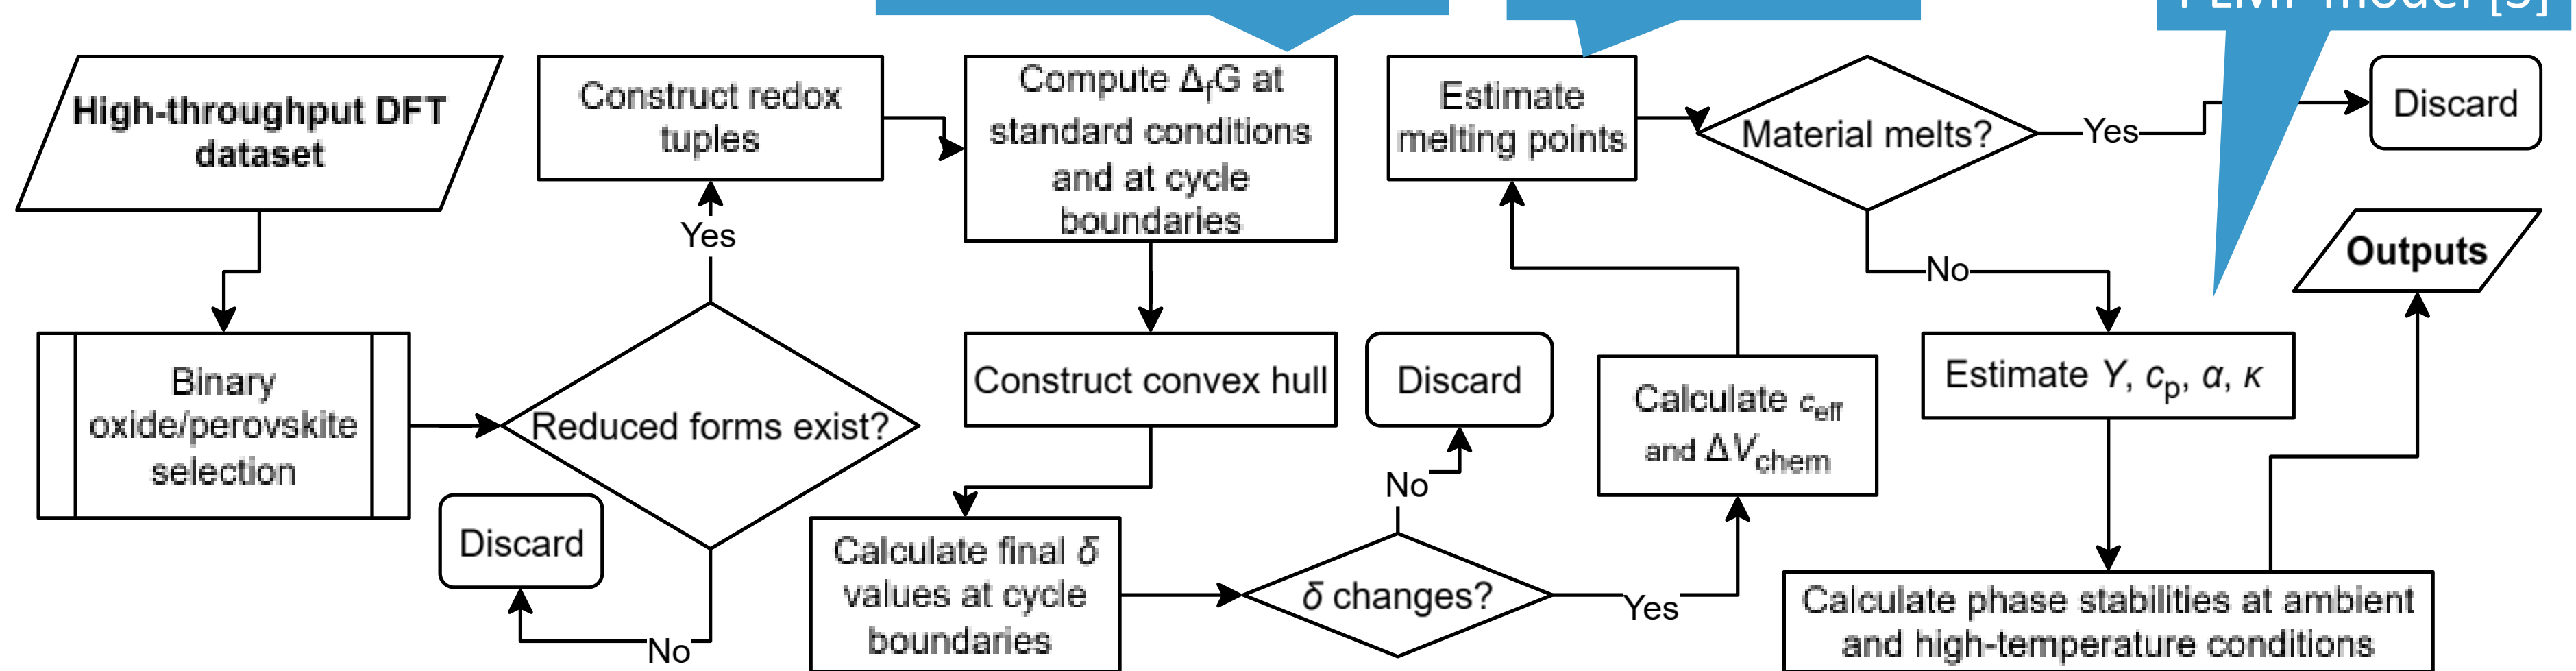 High-throughput DFT
dataset
Binary
oxide/perovskite
selection
Reduced forms exist?
Yes
No
Discard
Construct redox
tuples
Compute ΔfG at
standard conditions
and at cycle
boundaries
Construct convex hull
Calculate final δ
values at cycle
boundaries
δ changes?
No
Discard
Yes
Calculate ceff
and ΔVchem
Estimate
melting points
Material melts?
Yes
Discard
No
Estimate Y, cp, α, κ
Calculate phase stabilities at ambient
and high-temperature conditions
Outputs
model [3]